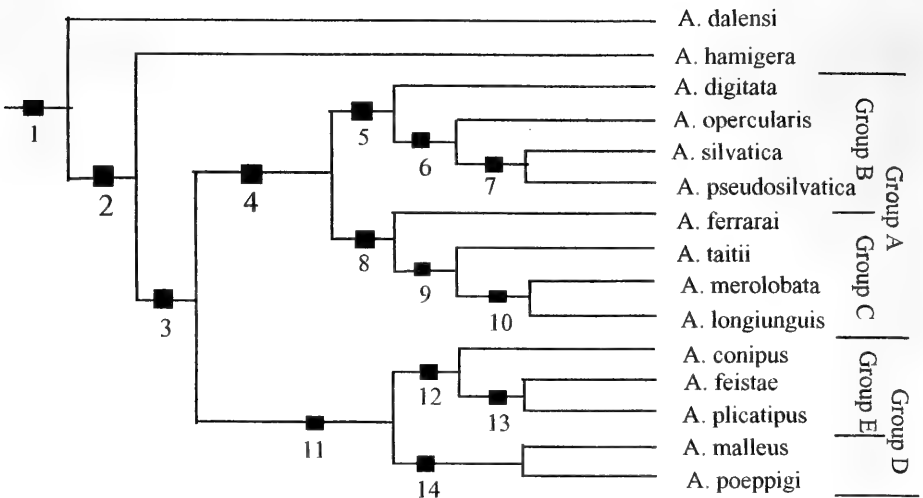 A. dalensi
A. hamigera
A. digitata
A. opercularis
A. silvatica
A. pseudosilvatica
A. ferrarai
A. taitii
A. merolobata
A. longiunguis
A. conipus
A. feistae
A. plicatipus
A. malleus
A. poeppigi
Group B
Group A
Group C
Group E
Group D
1
2
3
4
5
6
7
8
9
10
11
12
13
14